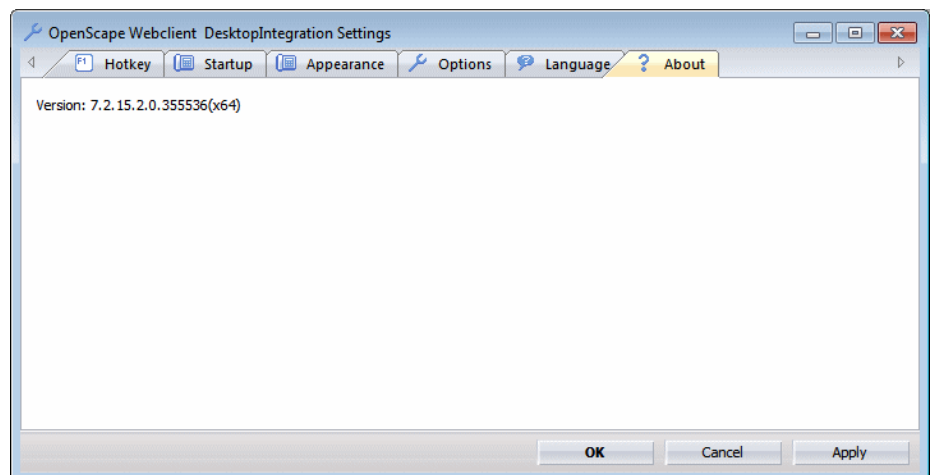 OpenScape Webclient DesktopIntegration Settings
F1 Hotkey Startup Appearance Options Language ? About
Version: 7.2.15.2.0.355536(x64)
OK Cancel Apply